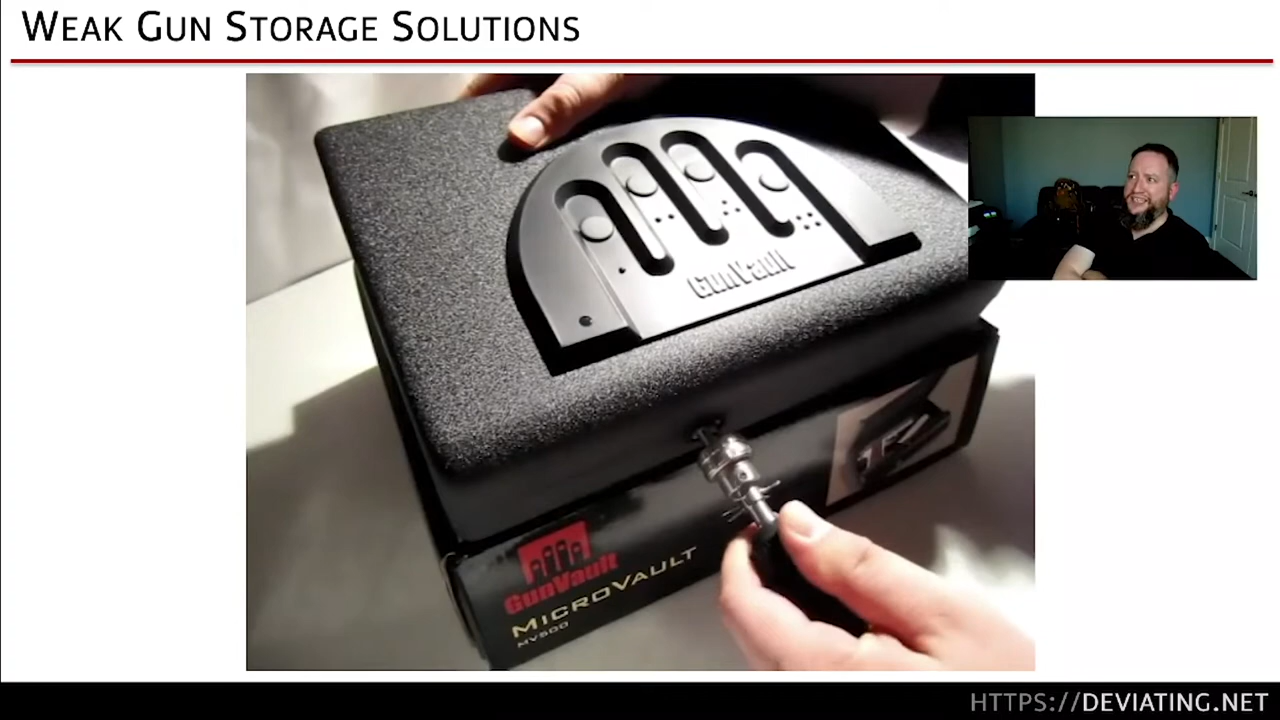 WEAK GUN STORAGE SOLUTIONS
GunVault
GunVault
MICROVAULT
MV500
HTTPS://DEVIATING.NET